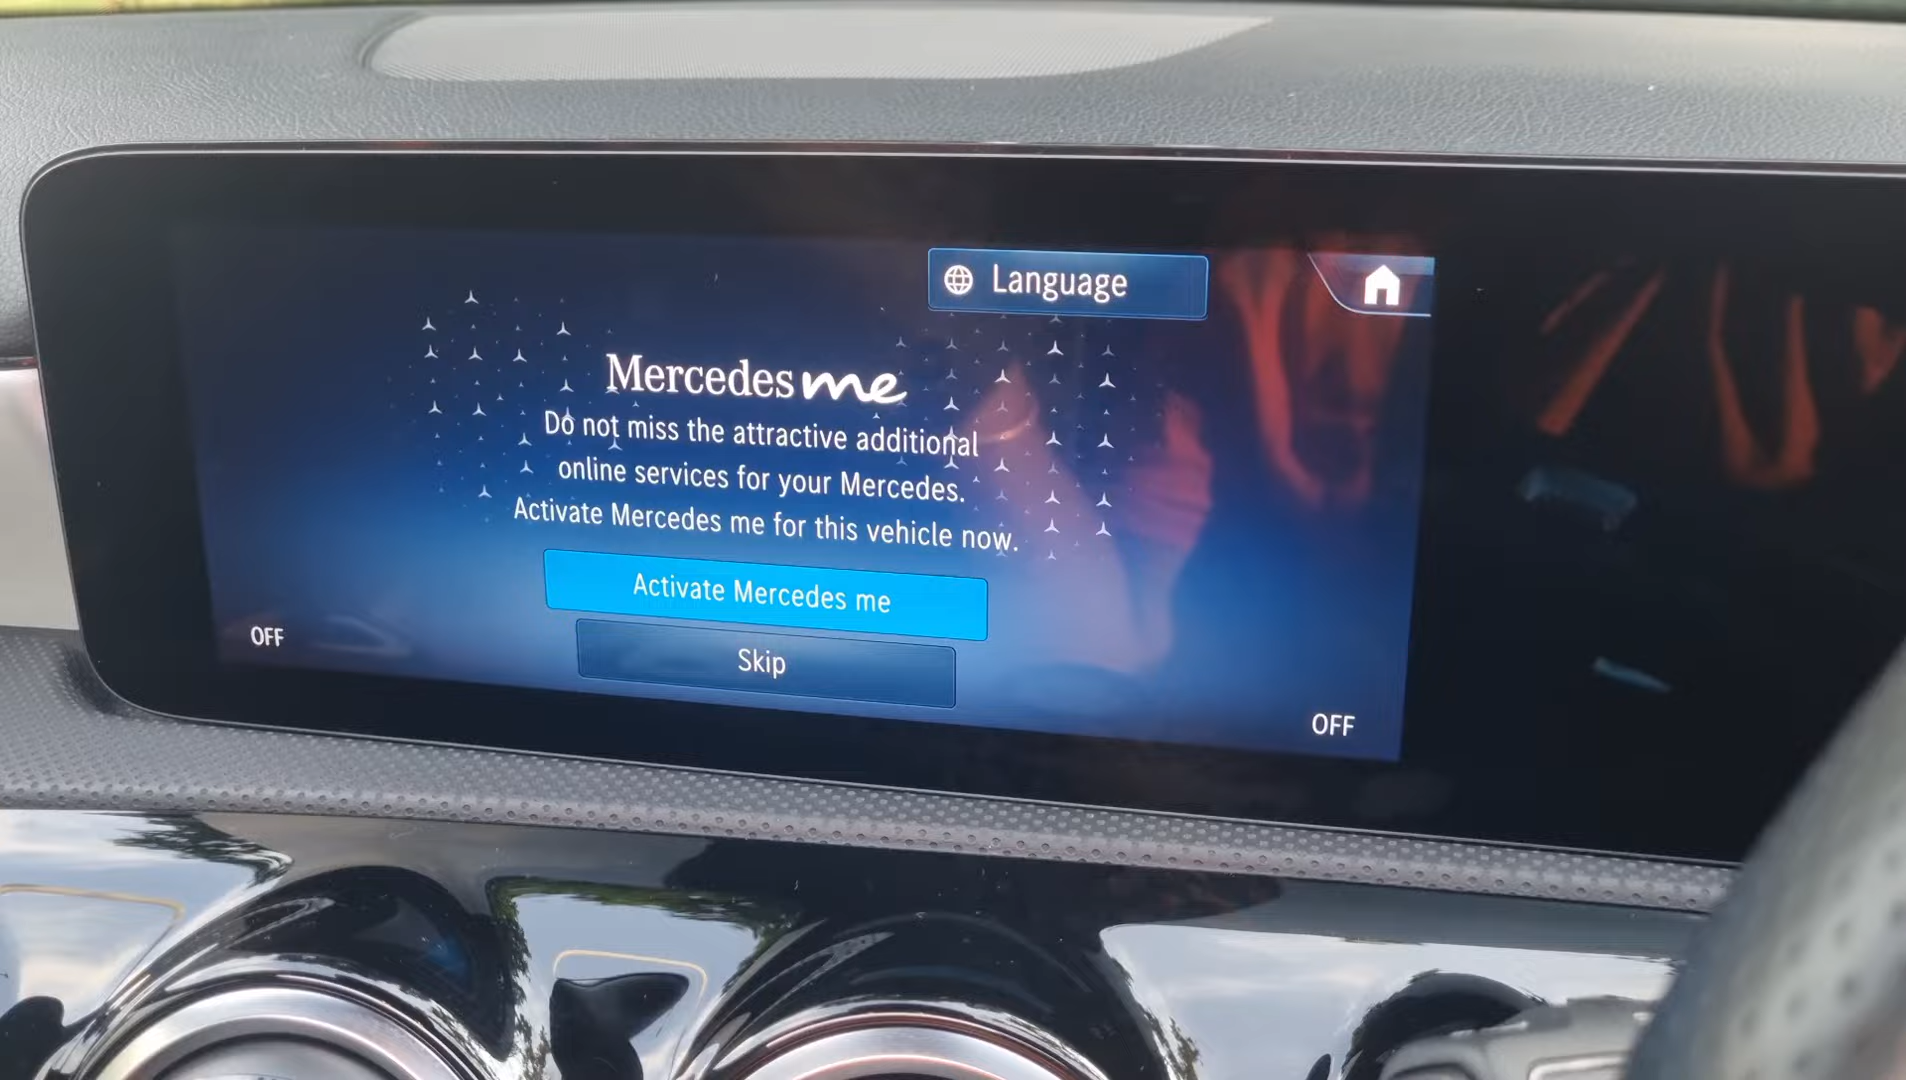 Language
Mercedes me
Do not miss the attractive additional
online services for your Mercedes.
Activate Mercedes me for this vehicle now.
Activate Mercedes me
OFF
Skip
OFF